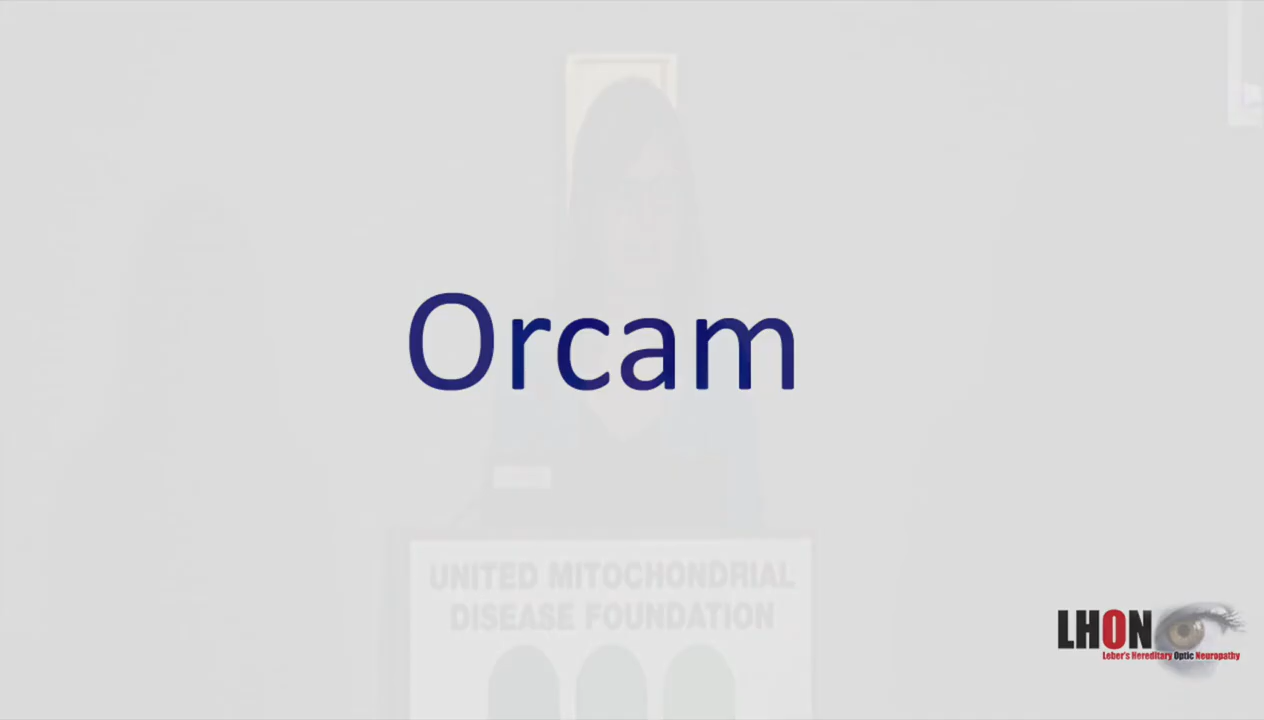 Orcam
UNITED MITOCHONDRIAL
DISEASE FOUNDATION
LHON
Leber's Hereditary Optic Neuropathy